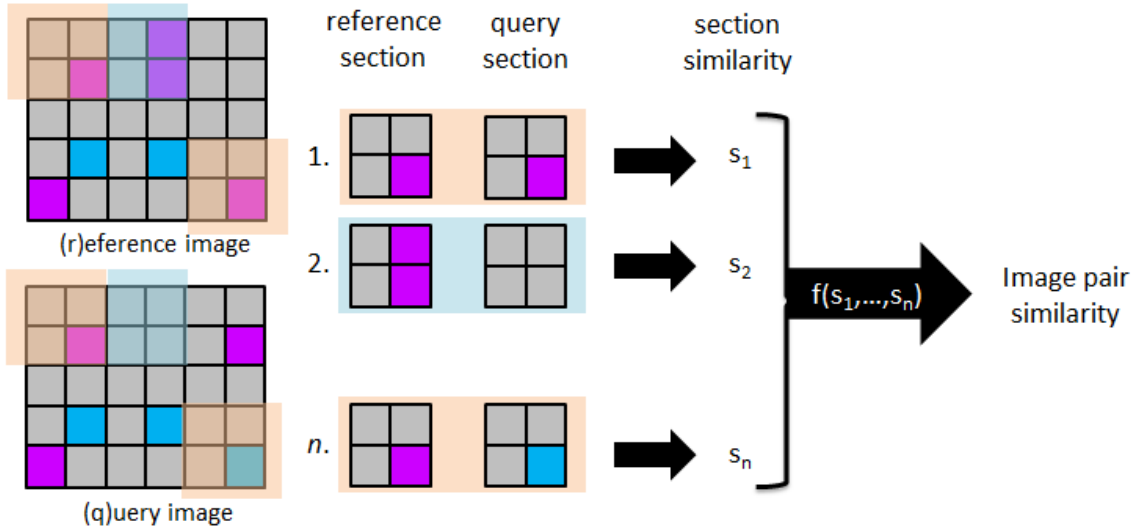 reference
section
query
section
section
similarity
1.
s1
(r)eference image
2.
s2
f(s1,...,sn)
Image pair
similarity
n.
sn
(q)uery image